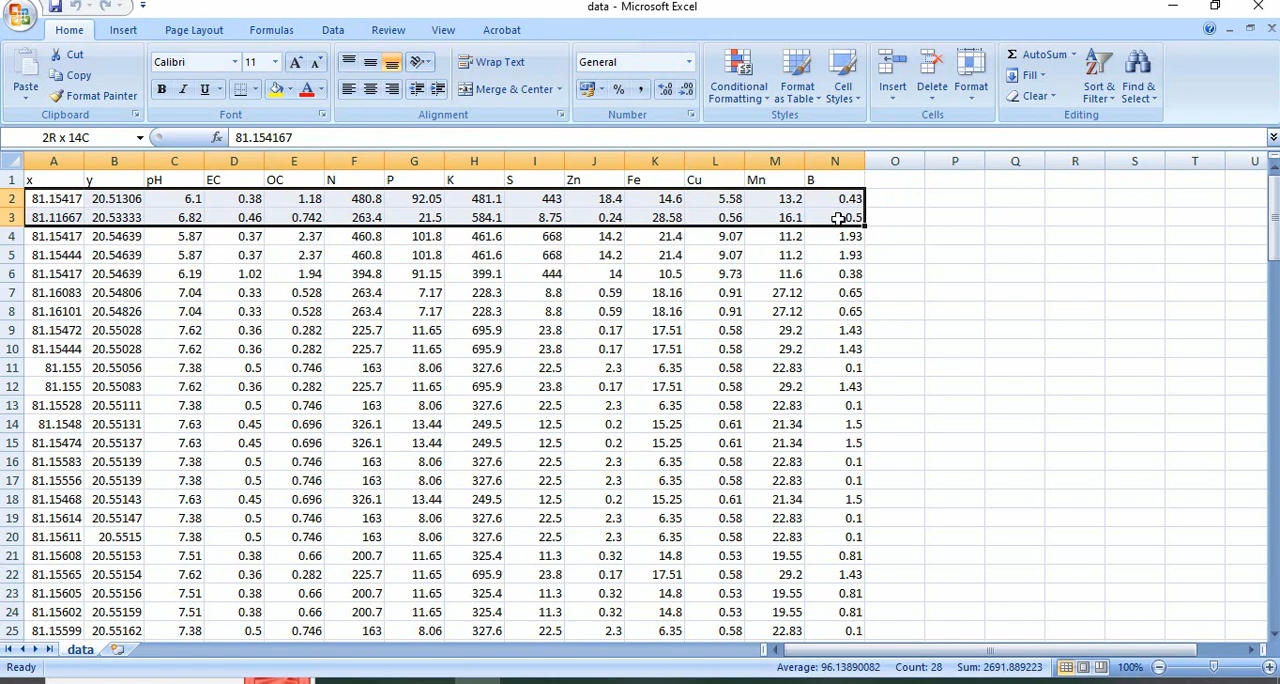 data - Microsoft Excel
Home Insert Page Layout Formulas Data Review View Acrobat
Cut
Copy
Paste
Format Painter
Clipboard
Calibri 11
B I U
Font
Wrap Text
Merge & Center
Alignment
General
% ,
Number
Conditional Formatting
Format as Table
Cell Styles
Styles
Insert Delete Format
Cells
Σ AutoSum
Fill
Clear
Sort & Filter
Find & Select
Editing
2R x 14C fx 81.154167
A B C D E F G H I J K L M N O P Q R S T U
1 x y pH EC OC N P K S Zn Fe Cu Mn B
2 81.15417 20.51306 6.1 0.38 1.18 480.8 92.05 481.1 443 18.4 14.6 5.58 13.2 0.43
3 81.11667 20.53333 6.82 0.46 0.742 263.4 21.5 584.1 8.75 0.24 28.58 0.56 16.1 0.5
4 81.15417 20.54639 5.87 0.37 2.37 460.8 101.8 461.6 668 14.2 21.4 9.07 11.2 1.93
5 81.15444 20.54639 5.87 0.37 2.37 460.8 101.8 461.6 668 14.2 21.4 9.07 11.2 1.93
6 81.15417 20.54639 6.19 1.02 1.94 394.8 91.15 399.1 444 14 10.5 9.73 11.6 0.38
7 81.16083 20.54806 7.04 0.33 0.528 263.4 7.17 228.3 8.8 0.59 18.16 0.91 27.12 0.65
8 81.16101 20.54826 7.04 0.33 0.528 263.4 7.17 228.3 8.8 0.59 18.16 0.91 27.12 0.65
9 81.15472 20.55028 7.62 0.36 0.282 225.7 11.65 695.9 23.8 0.17 17.51 0.58 29.2 1.43
10 81.15444 20.55028 7.62 0.36 0.282 225.7 11.65 695.9 23.8 0.17 17.51 0.58 29.2 1.43
11 81.155 20.55056 7.38 0.5 0.746 163 8.06 327.6 22.5 2.3 6.35 0.58 22.83 0.1
12 81.155 20.55083 7.62 0.36 0.282 225.7 11.65 695.9 23.8 0.17 17.51 0.58 29.2 1.43
13 81.15528 20.55111 7.38 0.5 0.746 163 8.06 327.6 22.5 2.3 6.35 0.58 22.83 0.1
14 81.1548 20.55131 7.63 0.45 0.696 326.1 13.44 249.5 12.5 0.2 15.25 0.61 21.34 1.5
15 81.15474 20.55137 7.63 0.45 0.696 326.1 13.44 249.5 12.5 0.2 15.25 0.61 21.34 1.5
16 81.15583 20.55139 7.38 0.5 0.746 163 8.06 327.6 22.5 2.3 6.35 0.58 22.83 0.1
17 81.15556 20.55139 7.38 0.5 0.746 163 8.06 327.6 22.5 2.3 6.35 0.58 22.83 0.1
18 81.15468 20.55143 7.63 0.45 0.696 326.1 13.44 249.5 12.5 0.2 15.25 0.61 21.34 1.5
19 81.15614 20.55147 7.38 0.5 0.746 163 8.06 327.6 22.5 2.3 6.35 0.58 22.83 0.1
20 81.15611 20.5515 7.38 0.5 0.746 163 8.06 327.6 22.5 2.3 6.35 0.58 22.83 0.1
21 81.15608 20.55153 7.51 0.38 0.66 200.7 11.65 325.4 11.3 0.32 14.8 0.53 19.55 0.81
22 81.15565 20.55154 7.62 0.36 0.282 225.7 11.65 695.9 23.8 0.17 17.51 0.58 29.2 1.43
23 81.15605 20.55156 7.51 0.38 0.66 200.7 11.65 325.4 11.3 0.32 14.8 0.53 19.55 0.81
24 81.15602 20.55159 7.51 0.38 0.66 200.7 11.65 325.4 11.3 0.32 14.8 0.53 19.55 0.81
25 81.15599 20.55162 7.38 0.5 0.746 163 8.06 327.6 22.5 2.3 6.35 0.58 22.83 0.1
data
Ready Average: 96.13890082 Count: 28 Sum: 2691.889223 100%